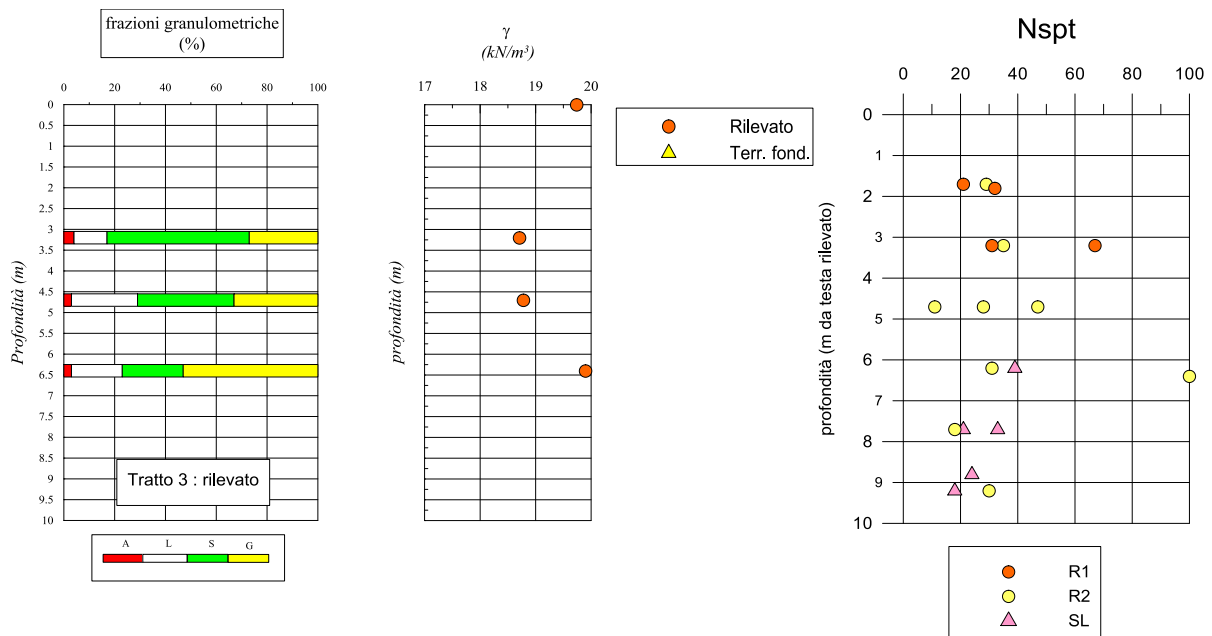 frazioni granulometriche
(%)
0 20 40 60 80 100
0
0.5
1
1.5
2
2.5
3
3.5
4
4.5
5
5.5
6
6.5
7
7.5
8
8.5
9
9.5
10
Profondità (m)
Tratto 3 : rilevato
A L S G
γ
(kN/m³)
17 18 19 20
profondità (m)
Rilevato
Terr. fond.
Nspt
0 20 40 60 80 100
0
1
2
3
4
5
6
7
8
9
10
profondità (m da testa rilevato)
R1
R2
SL